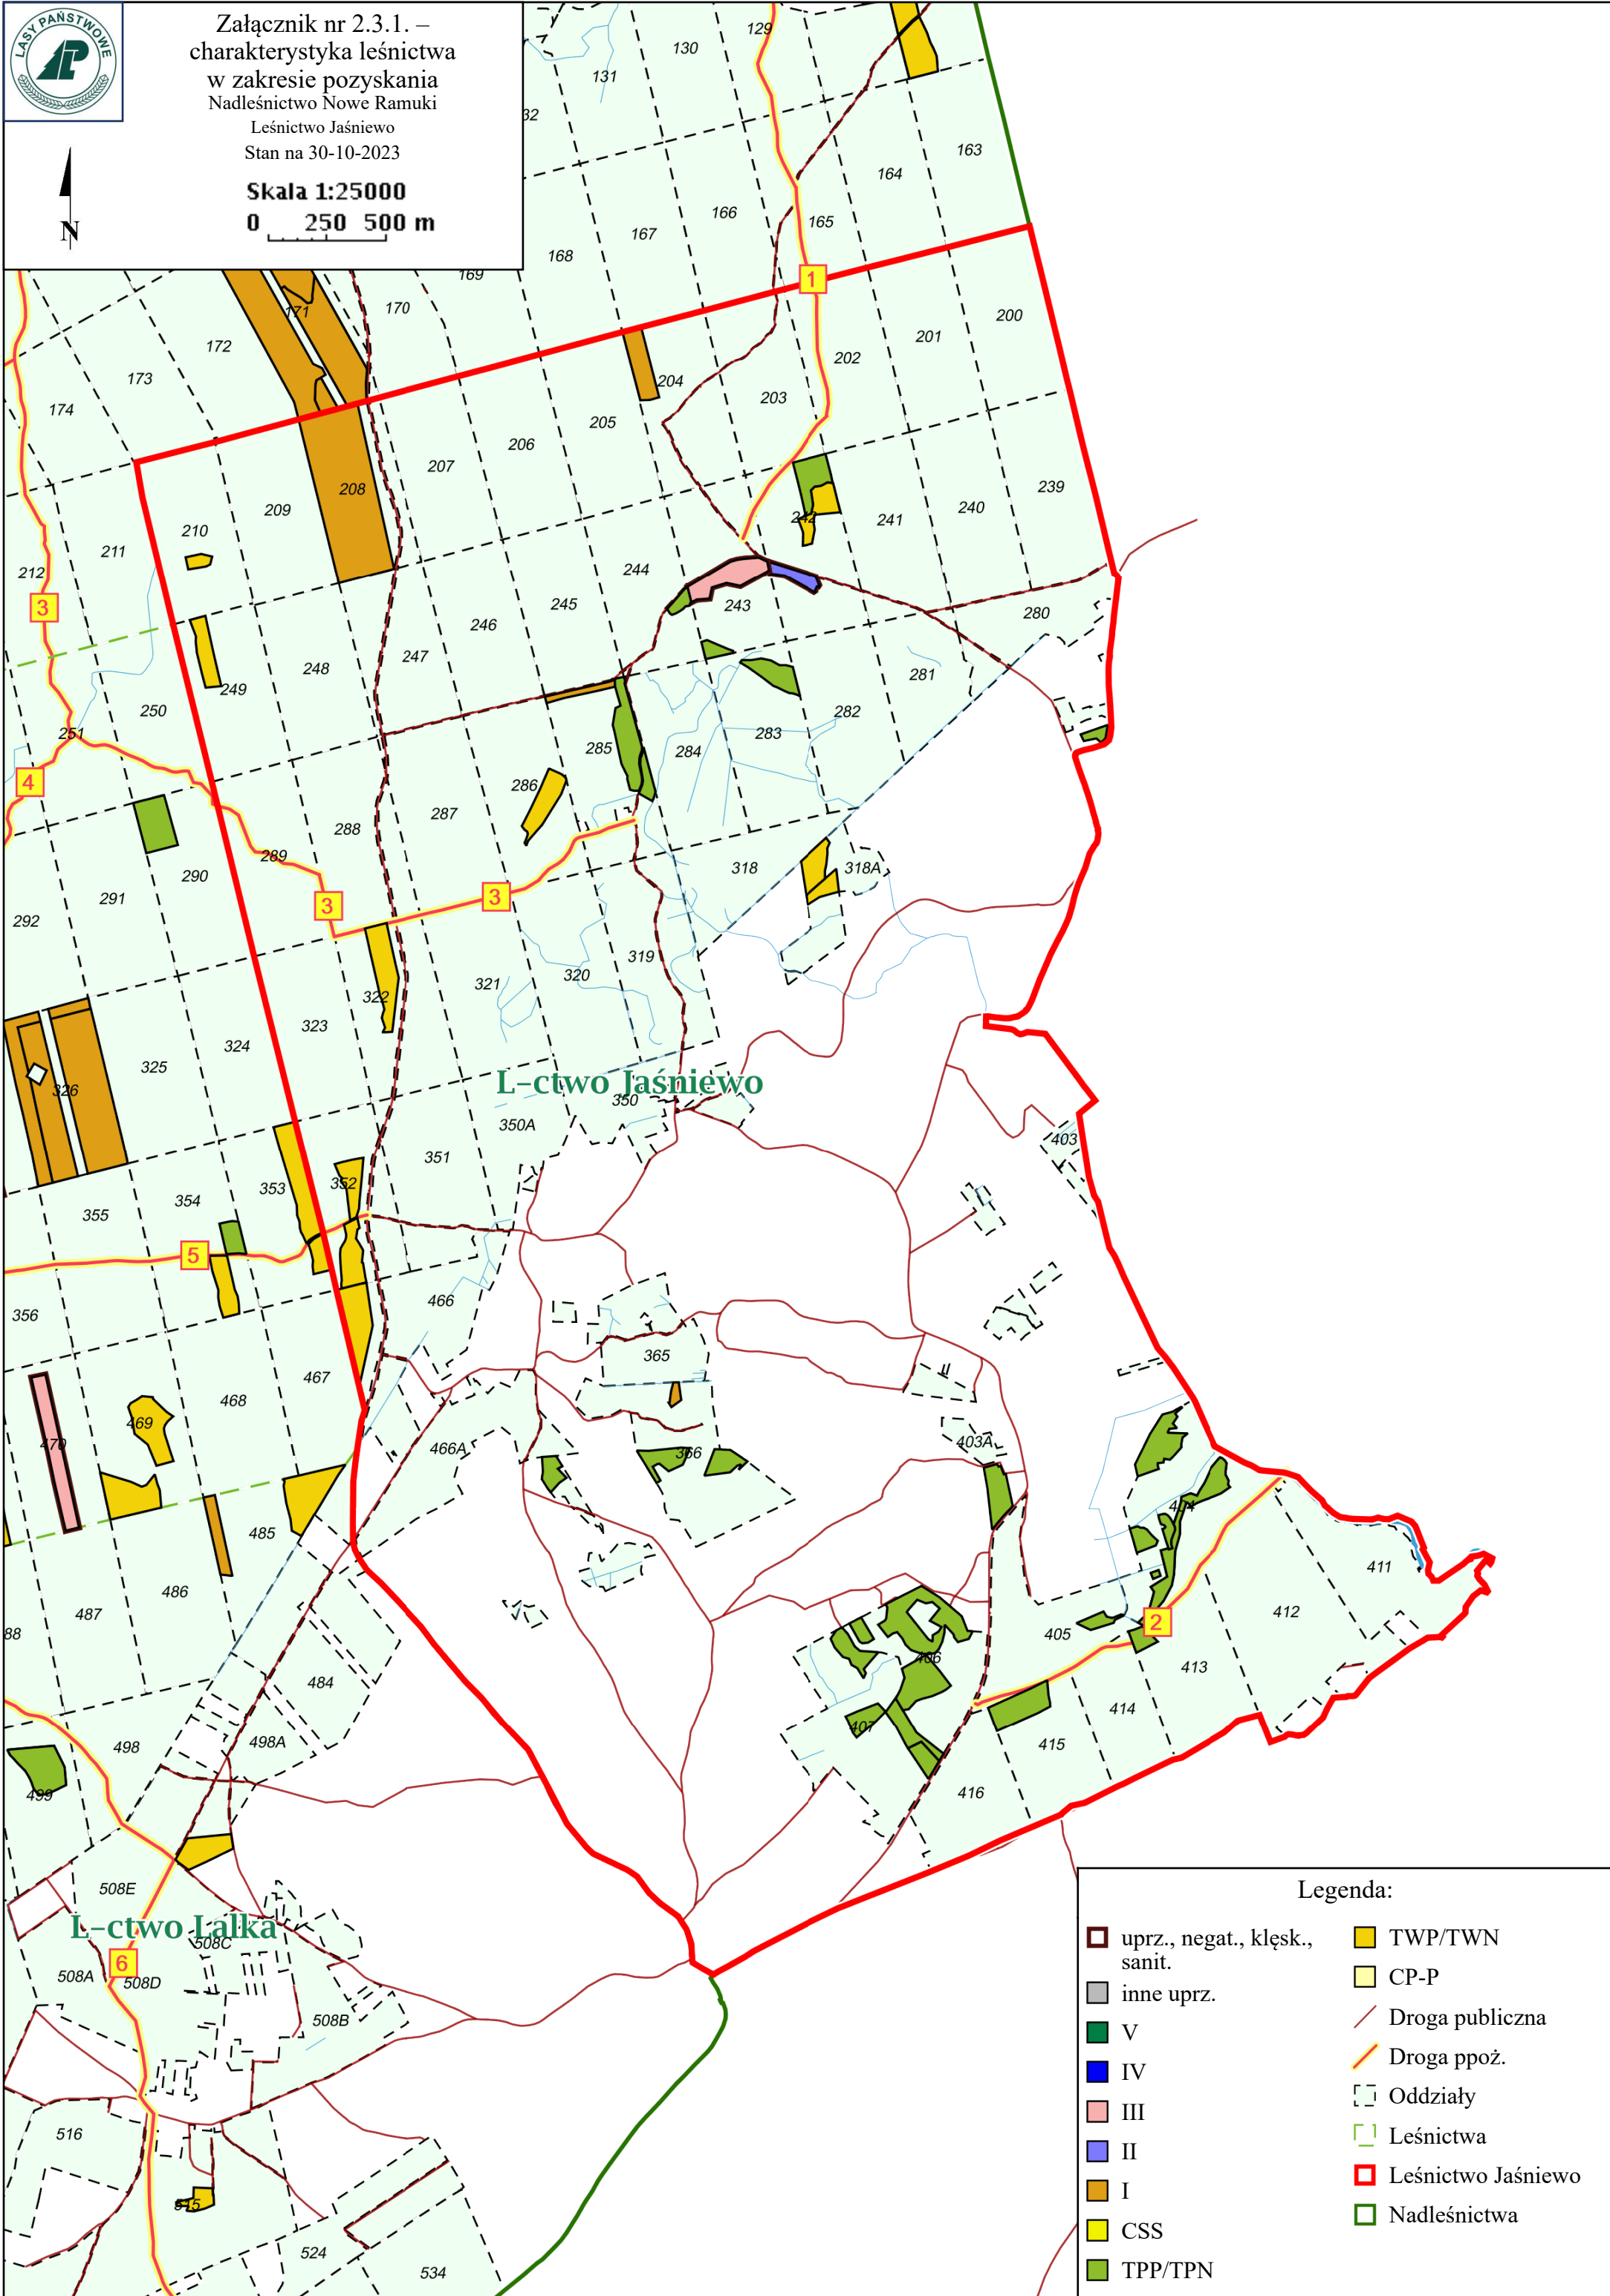 LASY PAŃSTWOWE
Załącznik nr 2.3.1. –
charakterystyka leśnictwa
w zakresie pozyskania
Nadleśnictwo Nowe Ramuki
Leśnictwo Jaśniewo
Stan na 30-10-2023
Skala 1:25000
0 250 500 m
N
129
130
131
32
163
164
165
166
167
168
169
170
171
172
173
174
1
200
201
202
203
204
205
206
207
208
209
210
211
212
3
239
240
241
242
243
244
245
246
247
248
249
250
251
4
280
281
282
283
284
285
286
287
288
289
290
291
292
3
3
318
318A
319
320
321
322
323
324
325
326
L-ctwo Jaśniewo
350
350A
351
352
353
354
355
356
5
403
466
365
366
466A
467
468
469
470
403A
404
411
412
485
486
487
88
2
405
406
407
413
414
415
416
484
498
498A
499
508E
L-ctwo Lalka
508C
6
508A
508D
508B
516
515
524
534
Legenda:
uprz., negat., klęsk.,
sanit.
inne uprz.
V
IV
III
II
I
CSS
TPP/TPN
TWP/TWN
CP-P
Droga publiczna
Droga ppoż.
Oddziały
Leśnictwa
Leśnictwo Jaśniewo
Nadleśnictwa